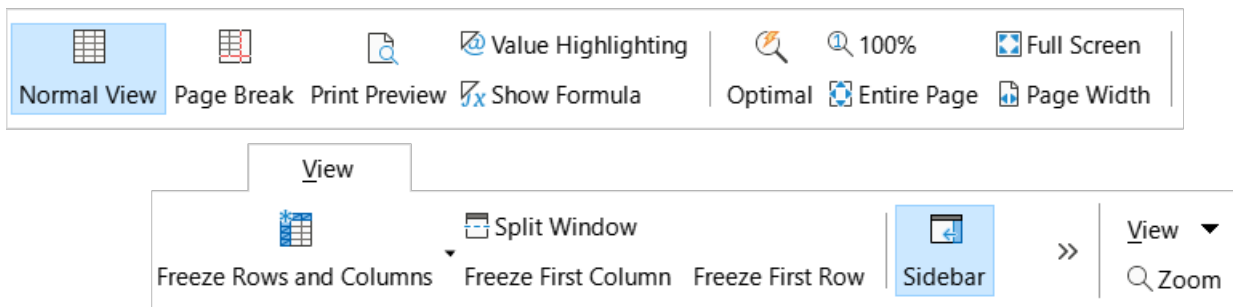 Value Highlighting 100% Full Screen
Normal View Page Break Print Preview Show Formula Optimal Entire Page Page Width
View
Split Window View
Freeze Rows and Columns Freeze First Column Freeze First Row Sidebar Zoom